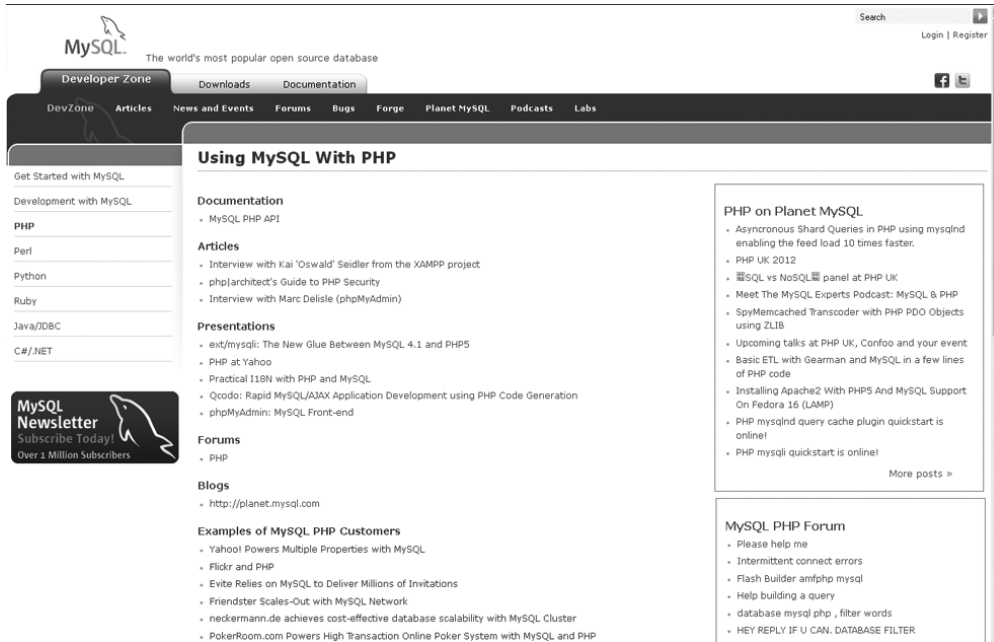 Search
Login | Register
MySQL.
The world's most popular open source database
Developer Zone
Downloads
Documentation
DevZone
Articles
News and Events
Forums
Bugs
Forge
Planet MySQL
Podcasts
Labs
Get Started with MySQL
Development with MySQL
PHP
Perl
Python
Ruby
Java/JDBC
C#/.NET
MySQL
Newsletter
Subscribe Today!
Over 1 Million Subscribers
Using MySQL With PHP
Documentation
MySQL PHP API
Articles
Interview with Kai 'Oswald' Seidler from the XAMPP project
php|architect's Guide to PHP Security
Interview with Marc Delisle (phpMyAdmin)
Presentations
ext/mysqli: The New Glue Between MySQL 4.1 and PHP5
PHP at Yahoo
Practical I18N with PHP and MySQL
Qcodo: Rapid MySQL/AJAX Application Development using PHP Code Generation
phpMyAdmin: MySQL Front-end
Forums
PHP
Blogs
http://planet.mysql.com
Examples of MySQL PHP Customers
Yahoo! Powers Multiple Properties with MySQL
Flickr and PHP
Evite Relies on MySQL to Deliver Millions of Invitations
Friendster Scales-Out with MySQL Network
neckermann.de achieves cost-effective database scalability with MySQL Cluster
PokerRoom.com Powers High Transaction Online Poker System with MySQL and PHP
PHP on Planet MySQL
Asyncronous Shard Queries in PHP using mysqlnd
enabling the feed load 10 times faster.
PHP UK 2012
SQL vs NoSQL panel at PHP UK
Meet The MySQL Experts Podcast: MySQL & PHP
SpyMemcached Transcoder with PHP PDO Objects
using ZLIB
Upcoming talks at PHP UK, Confoo and your event
Basic ETL with Gearman and MySQL in a few lines
of PHP code
Installing Apache2 With PHP5 And MySQL Support
On Fedora 16 (LAMP)
PHP mysqlnd query cache plugin quickstart is
online!
PHP mysqli quickstart is online!
More posts »
MySQL PHP Forum
Please help me
Intermittent connect errors
Flash Builder amfphp mysql
Help building a query
database mysql php , filter words
HEY REPLY IF U CAN. DATABASE FILTER